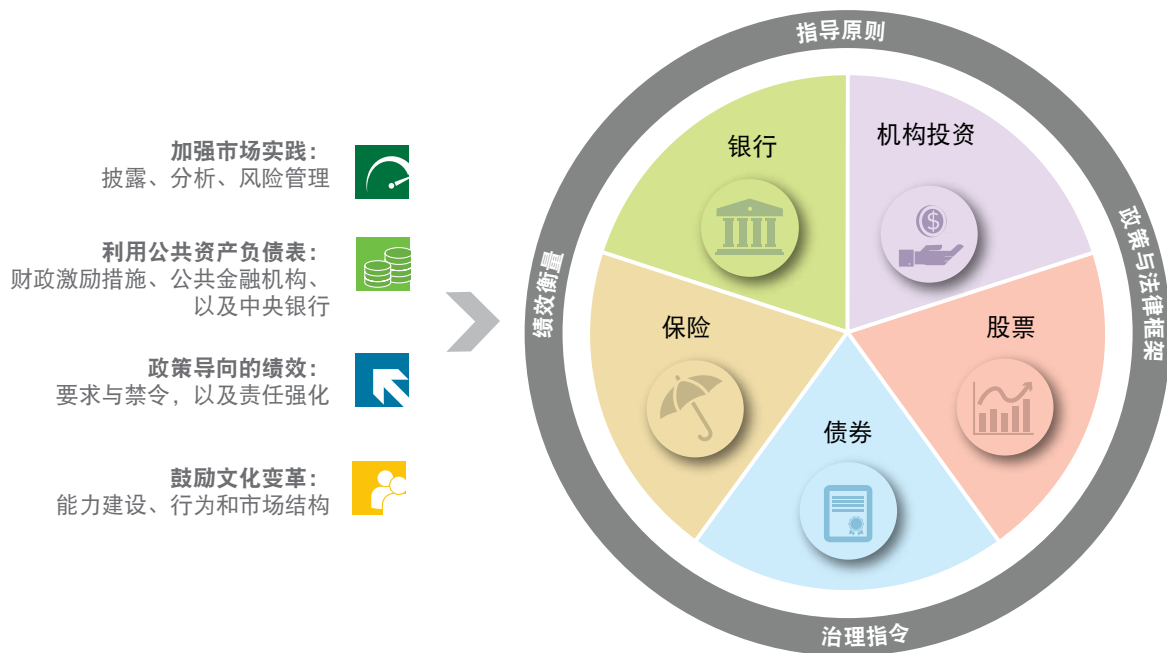 加强市场实践：
披露、分析、风险管理
利用公共资产负债表：
财政激励措施、公共金融机构、
以及中央银行
政策导向的绩效：
要求与禁令，以及责任强化
鼓励文化变革：
能力建设、行为和市场结构
指导原则
政策与法律框架
治理指令
绩效衡量
银行
机构投资
$
保险
股票
债券